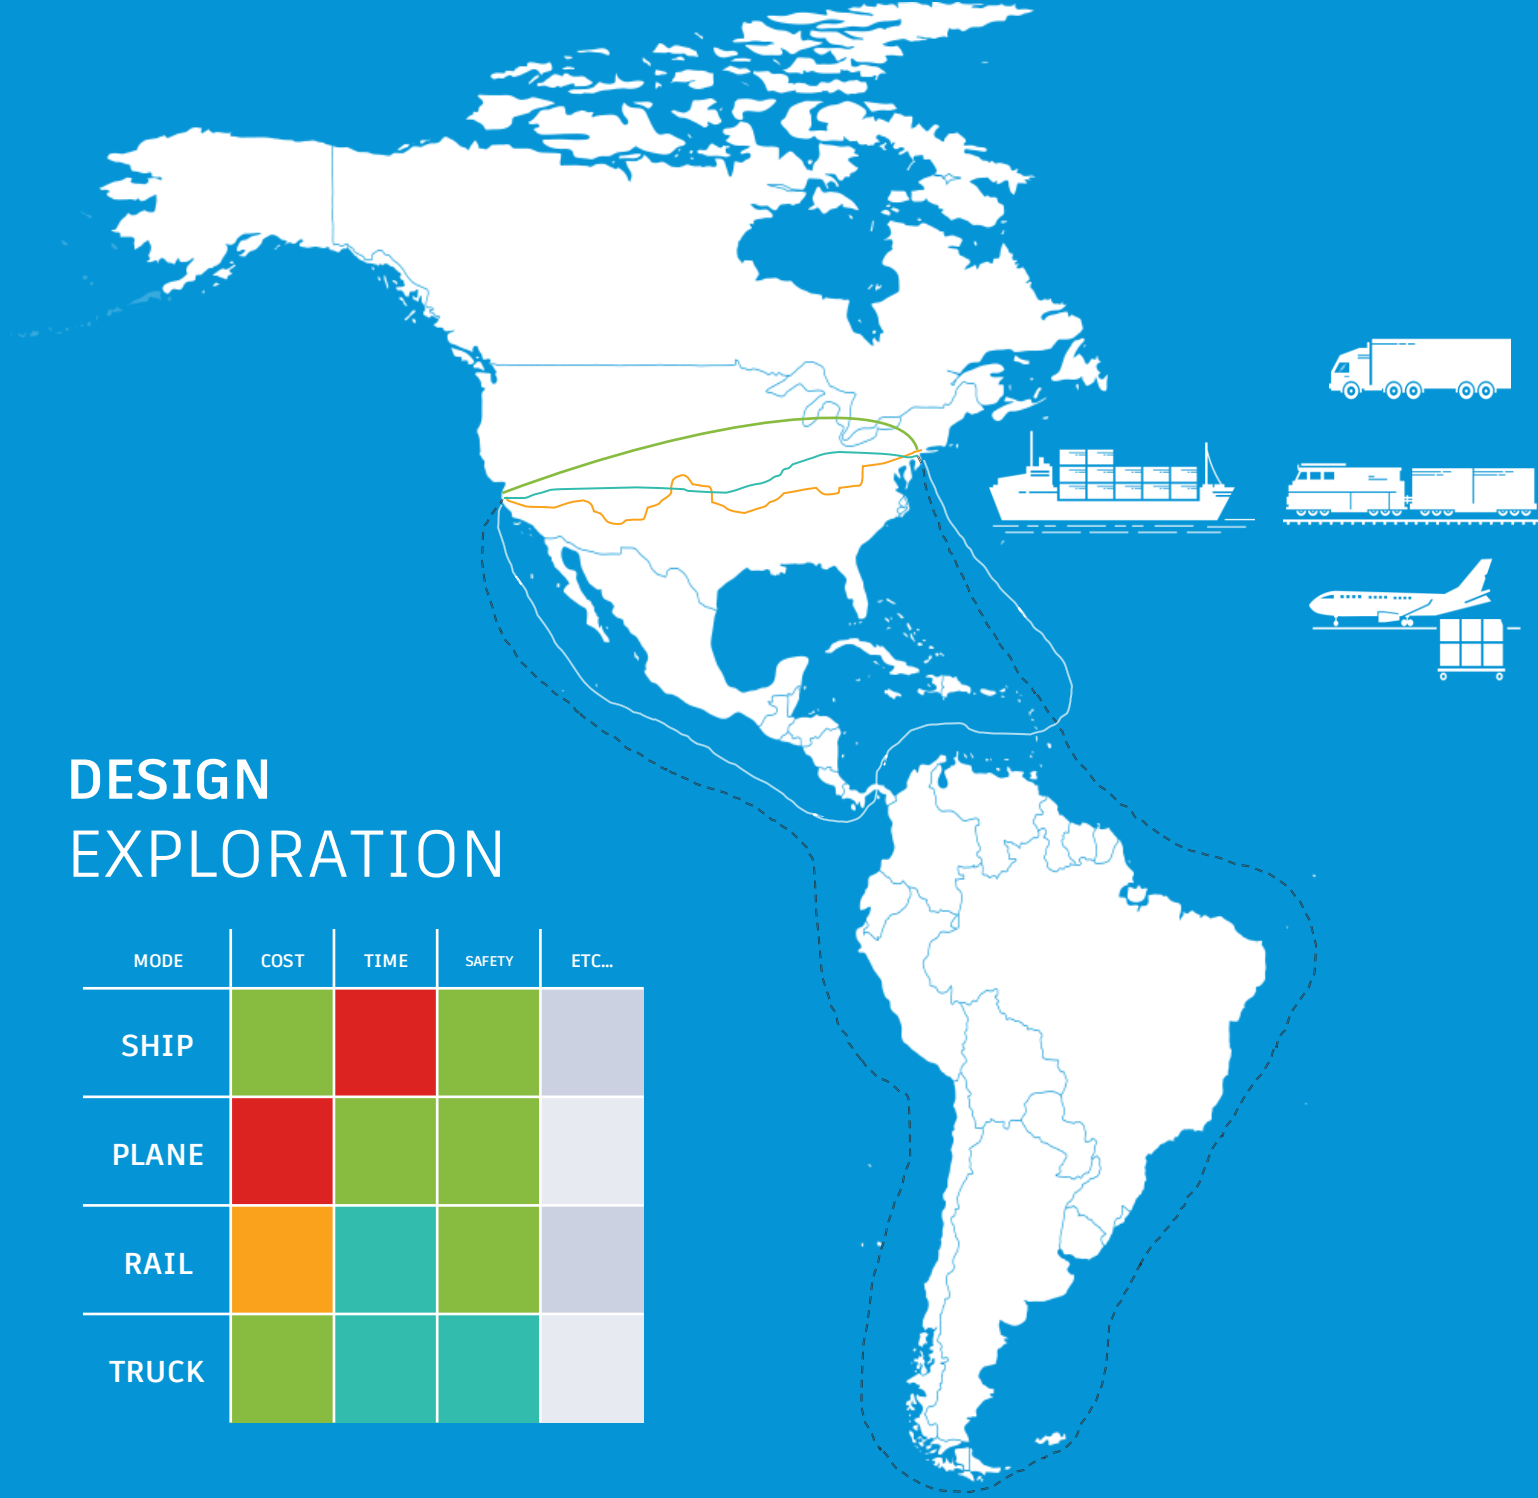 DESIGN
EXPLORATION
MODE COST TIME SAFETY ETC...
SHIP
PLANE
RAIL
TRUCK